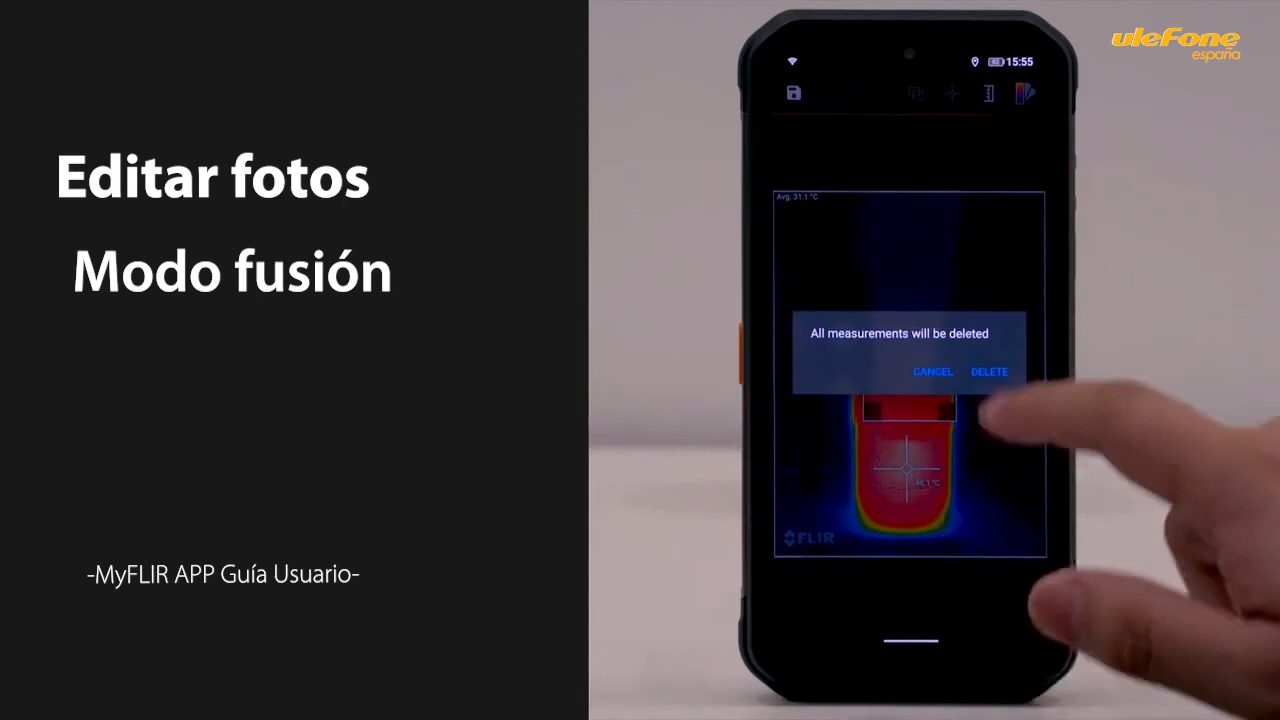 Editar fotos
Modo fusión
-MyFLIR APP Guía Usuario-
uleFone
españa
15:55
Avg. 31.1 °C
All measurements will be deleted
CANCEL DELETE
FLIR